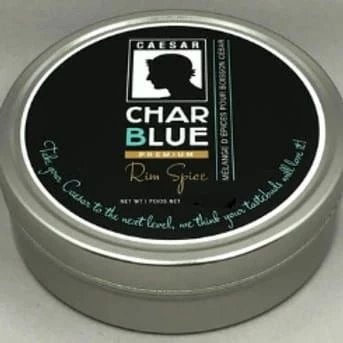 CAESAR
CHAR
BLUE
PREMIUM
Rim Spice
MÉLANGE D'ÉPICES POUR BOISSON CÉSAR
NET WT | POIDS NET
Take your Caesar to the next level, we think your tastebuds will love it!